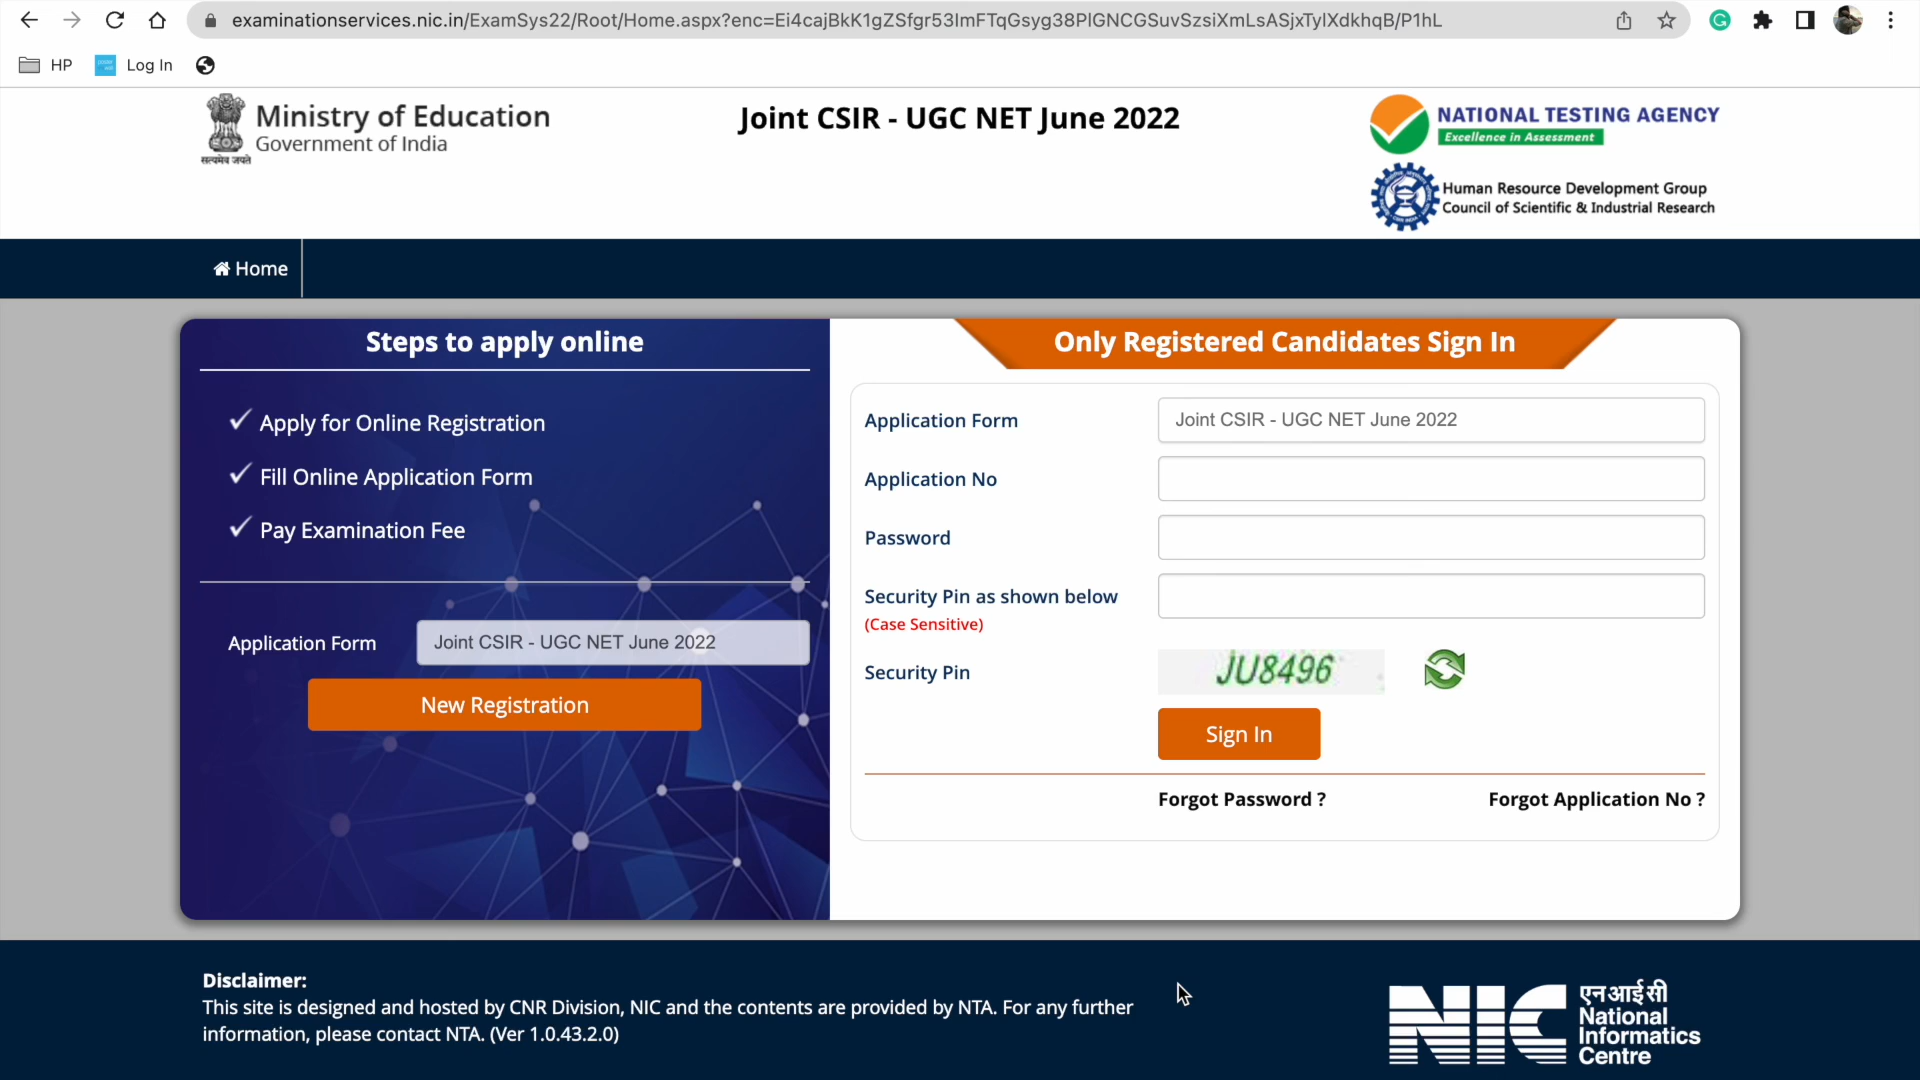 examinationservices.nic.in/ExamSys22/Root/Home.aspx?enc=Ei4cajBkK1gZSfgr53ImFTqGsyg38PlGNCGSuvSzsiXmLsASjxTylXdkhqB/P1hL
HP
Log In
Ministry of Education
Government of India
सत्यमेव जयते
Joint CSIR - UGC NET June 2022
NATIONAL TESTING AGENCY
Excellence in Assessment
Human Resource Development Group
Council of Scientific & Industrial Research
Home
Steps to apply online
Apply for Online Registration
Fill Online Application Form
Pay Examination Fee
Application Form
Joint CSIR - UGC NET June 2022
New Registration
Only Registered Candidates Sign In
Application Form
Joint CSIR - UGC NET June 2022
Application No
Password
Security Pin as shown below
(Case Sensitive)
Security Pin
JU8496
Sign In
Forgot Password ?
Forgot Application No ?
Disclaimer:
This site is designed and hosted by CNR Division, NIC and the contents are provided by NTA. For any further
information, please contact NTA. (Ver 1.0.43.2.0)
NIC
एनआईसी
National
Informatics
Centre